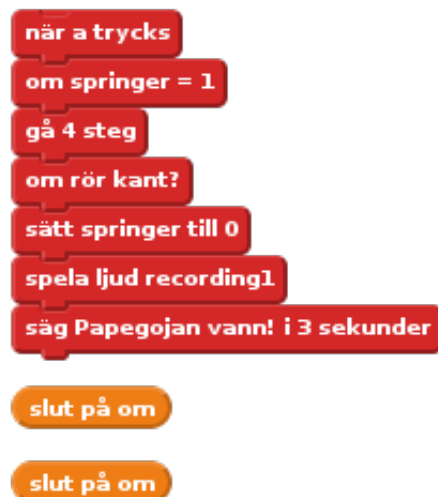 när a trycks
om springer = 1
gå 4 steg
om rör kant?
sätt springer till 0
spela ljud recording1
säg Papegojan vann! i 3 sekunder
slut på om
slut på om